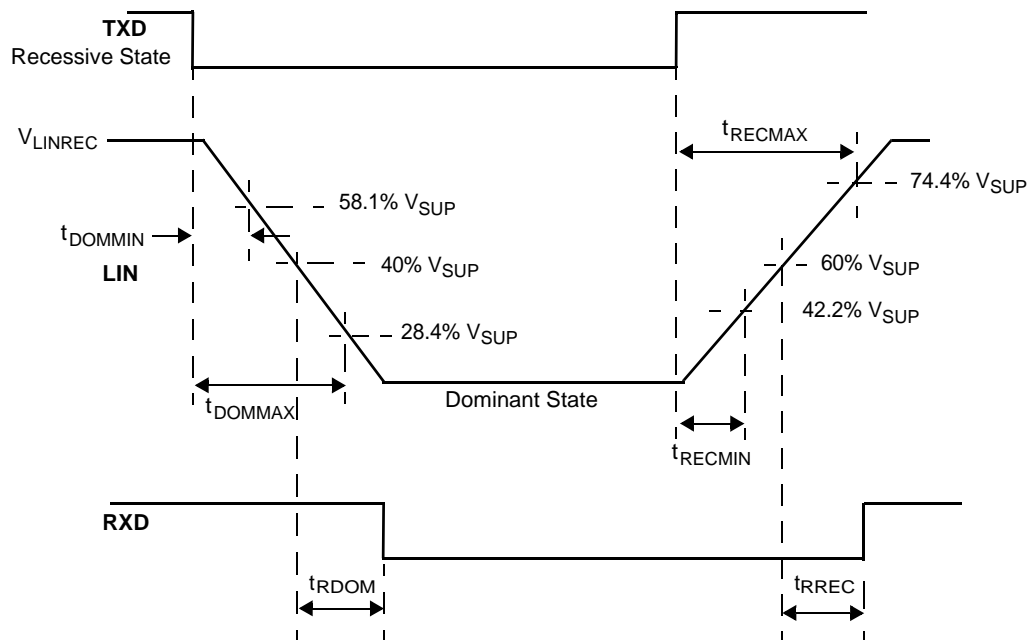 TXD
Recessive State
VLINREC
tRECMAX
74.4% VSUP
58.1% VSUP
tDOMMIN
LIN
40% VSUP
60% VSUP
42.2% VSUP
28.4% VSUP
tDOMMAX
Dominant State
tRECMIN
RXD
tRDOM
tRREC